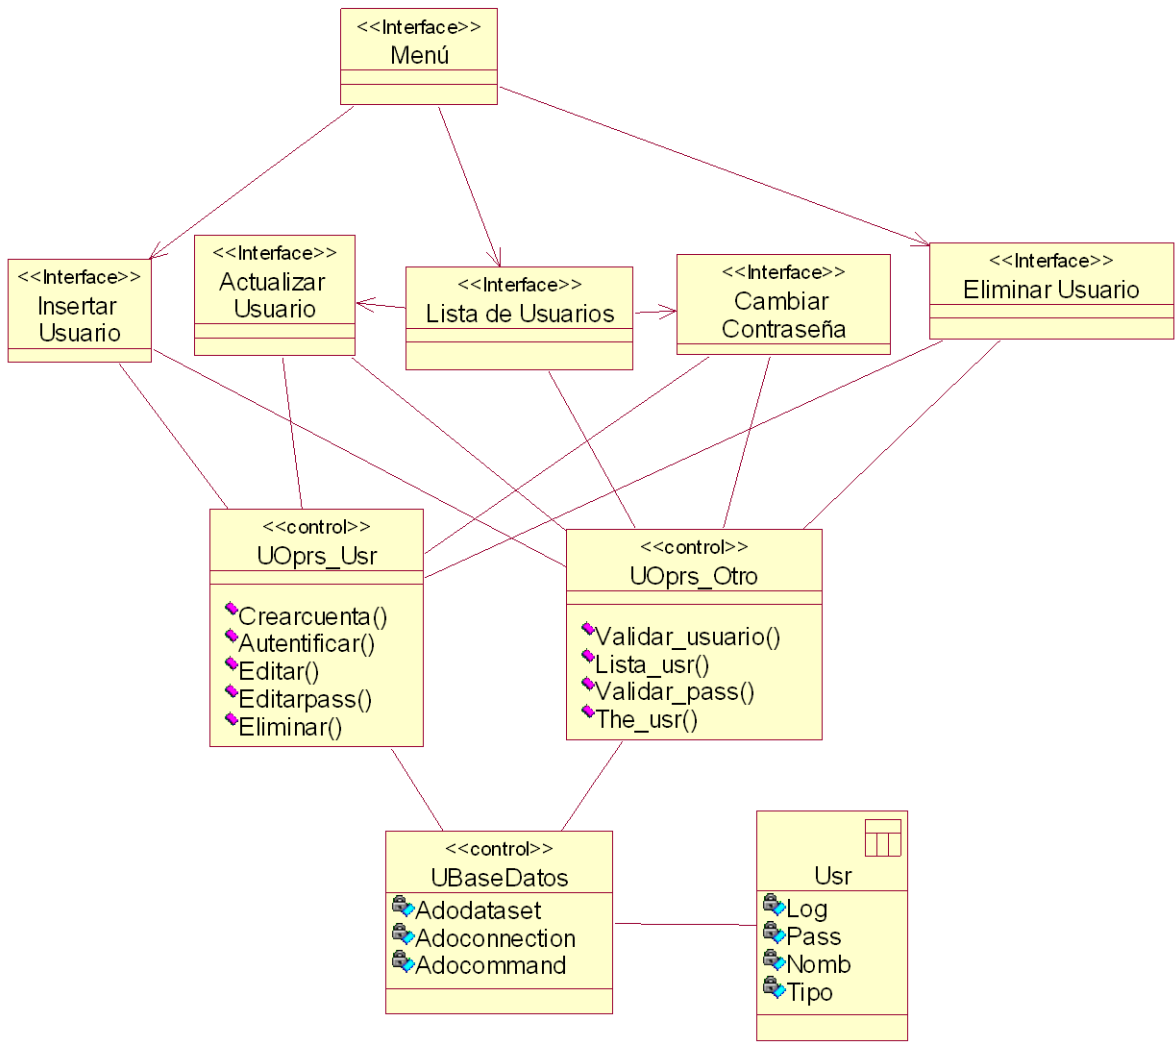 <<Interface>>
Menú
<<Interface>>
Insertar
Usuario
<<Interface>>
Actualizar
Usuario
<<Interface>>
Lista de Usuarios
<<Interface>>
Cambiar
Contraseña
<<Interface>>
Eliminar Usuario
<<control>>
UOprs_Usr
Crearcuenta()
Autentificar()
Editar()
Editarpass()
Eliminar()
<<control>>
UOprs_Otro
Validar_usuario()
Lista_usr()
Validar_pass()
The_usr()
<<control>>
UBaseDatos
Adodataset
Adoconnection
Adocommand
Usr
Log
Pass
Nomb
Tipo